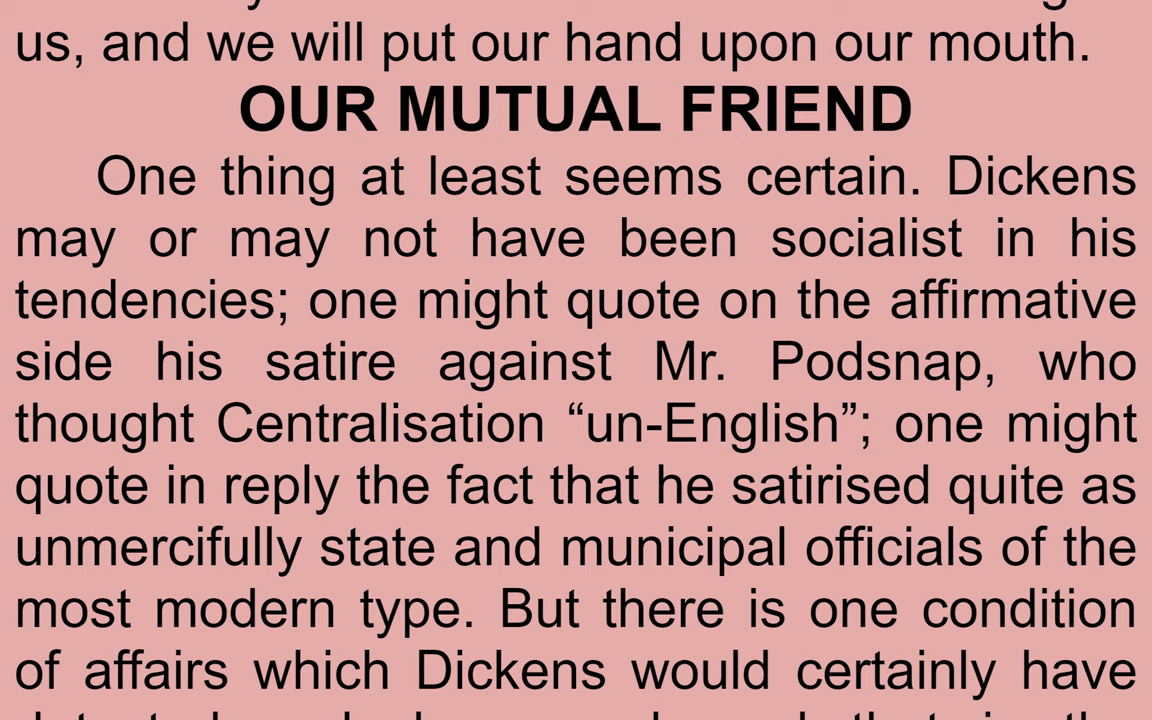 us, and we will put our hand upon our mouth.
OUR MUTUAL FRIEND
One thing at least seems certain. Dickens
may or may not have been socialist in his
tendencies; one might quote on the affirmative
side his satire against Mr. Podsnap, who
thought Centralisation “un-English”; one might
quote in reply the fact that he satirised quite as
unmercifully state and municipal officials of the
most modern type. But there is one condition
of affairs which Dickens would certainly have